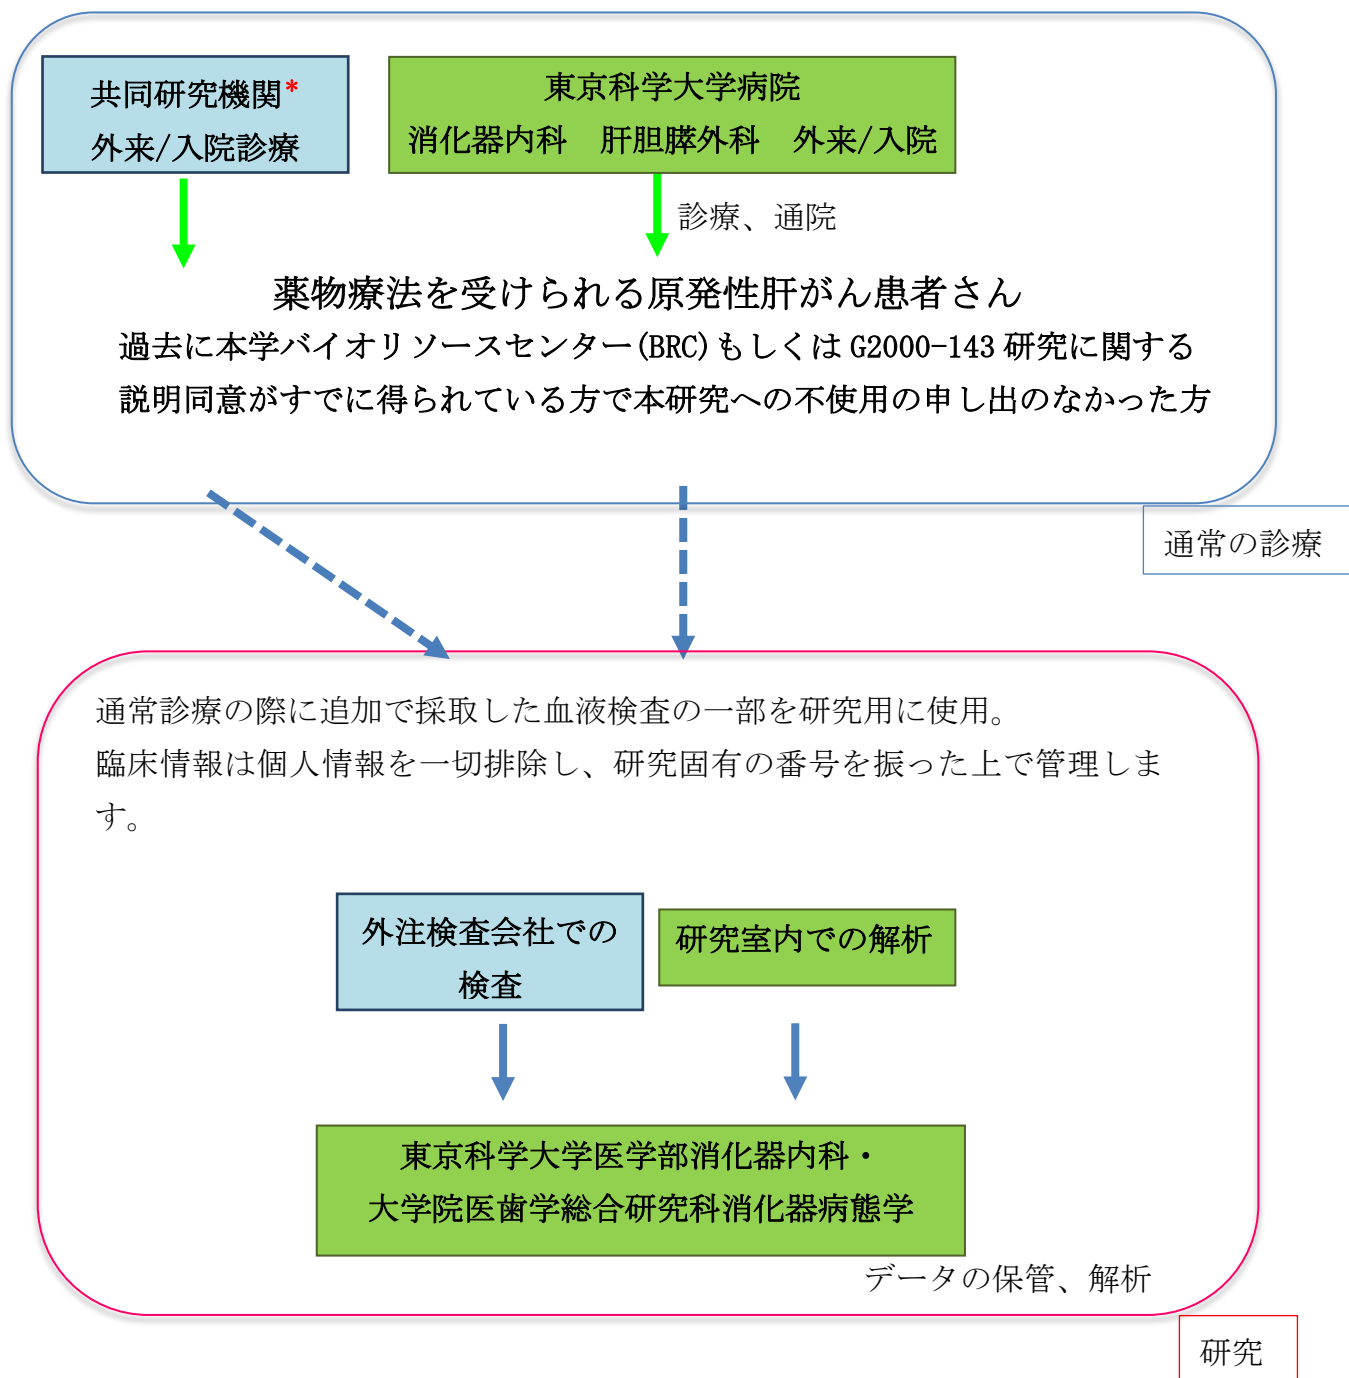 共同研究機関*
外来/入院診療
東京科学大学病院
消化器内科　肝胆膵外科　外来/入院
診療、通院
薬物療法を受けられる原発性肝がん患者さん
過去に本学バイオリソースセンター(BRC)もしくは G2000-143 研究に関する
説明同意がすでに得られている方で本研究への不使用の申し出のなかった方
通常の診療
通常診療の際に追加で採取した血液検査の一部を研究用に使用。
臨床情報は個人情報を一切排除し、研究固有の番号を振った上で管理しま
す。
外注検査会社での
検査
研究室内での解析
東京科学大学医学部消化器内科・
大学院医歯学総合研究科消化器病態学
データの保管、解析
研究